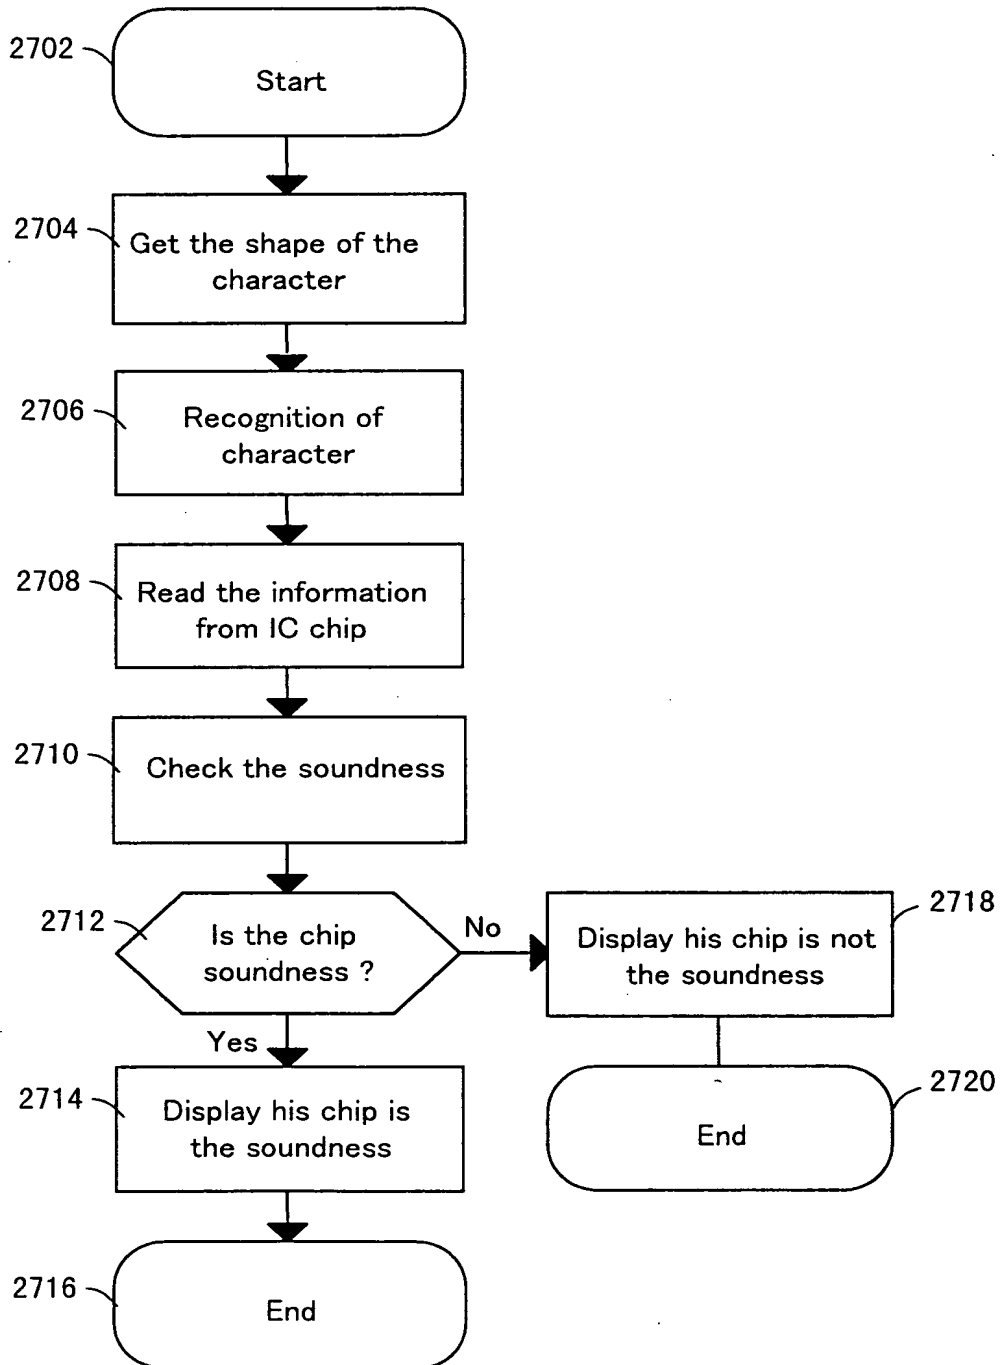 2702
Start
2704
Get the shape of the
character
2706
Recognition of
character
2708
Read the information
from IC chip
2710
Check the soundness
2712
Is the chip
soundness ?
No
2718
Display his chip is not
the soundness
Yes
2714
Display his chip is
the soundness
2720
End
2716
End